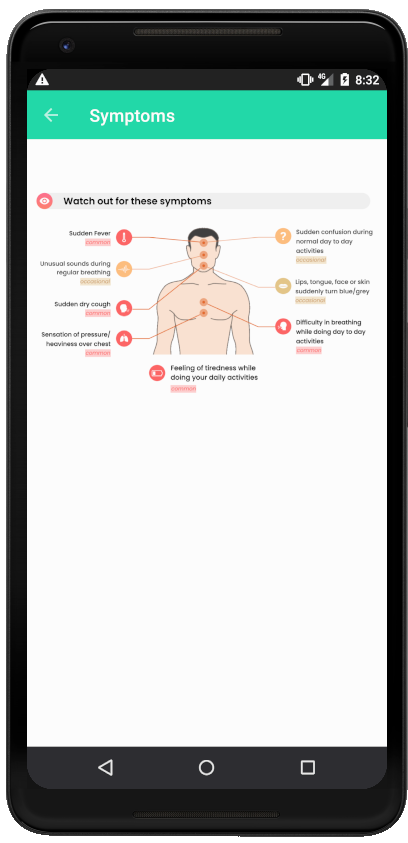 4G 8:32
Symptoms
Watch out for these symptoms
Sudden Fever
common
Unusual sounds during
regular breathing
occasional
Sudden dry cough
common
Sensation of pressure/
heaviness over chest
common
?
Sudden confusion during
normal day to day
activities
occasional
Lips, tongue, face or skin
suddenly turn blue/grey
occasional
Difficulty in breathing
while doing day to day
activities
common
Feeling of tiredness while
doing your daily activities
common